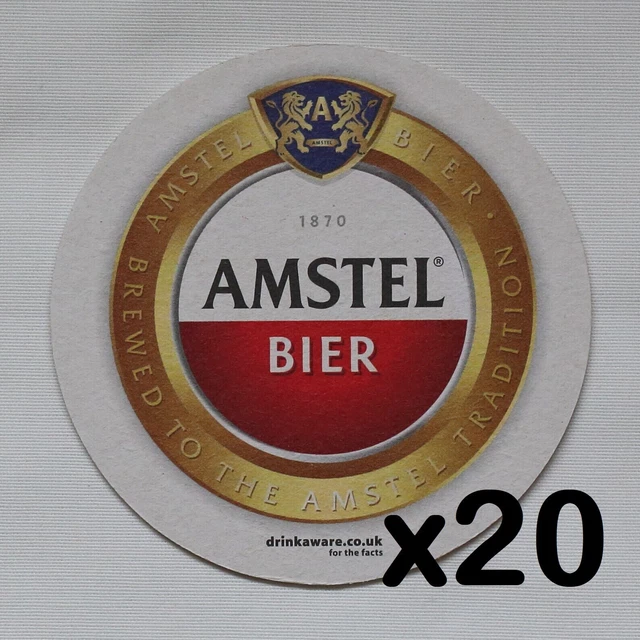 A
AMSTEL
AMSTEL BIER •
1870
AMSTEL®
BIER
BREWED TO THE AMSTEL TRADITION
drinkaware.co.uk
for the facts
x20